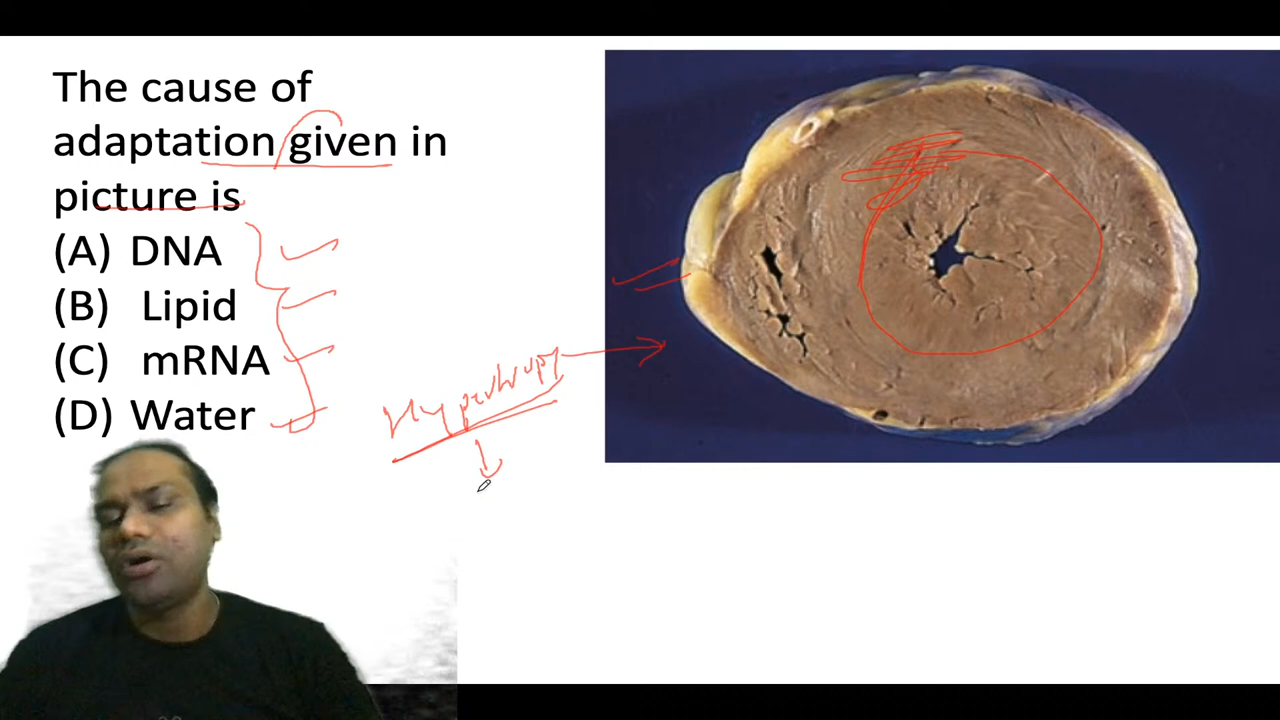 The cause of
adaptation given in
picture is
(A) DNA
(B) Lipid
(C) mRNA
(D) Water
Hypertrophy